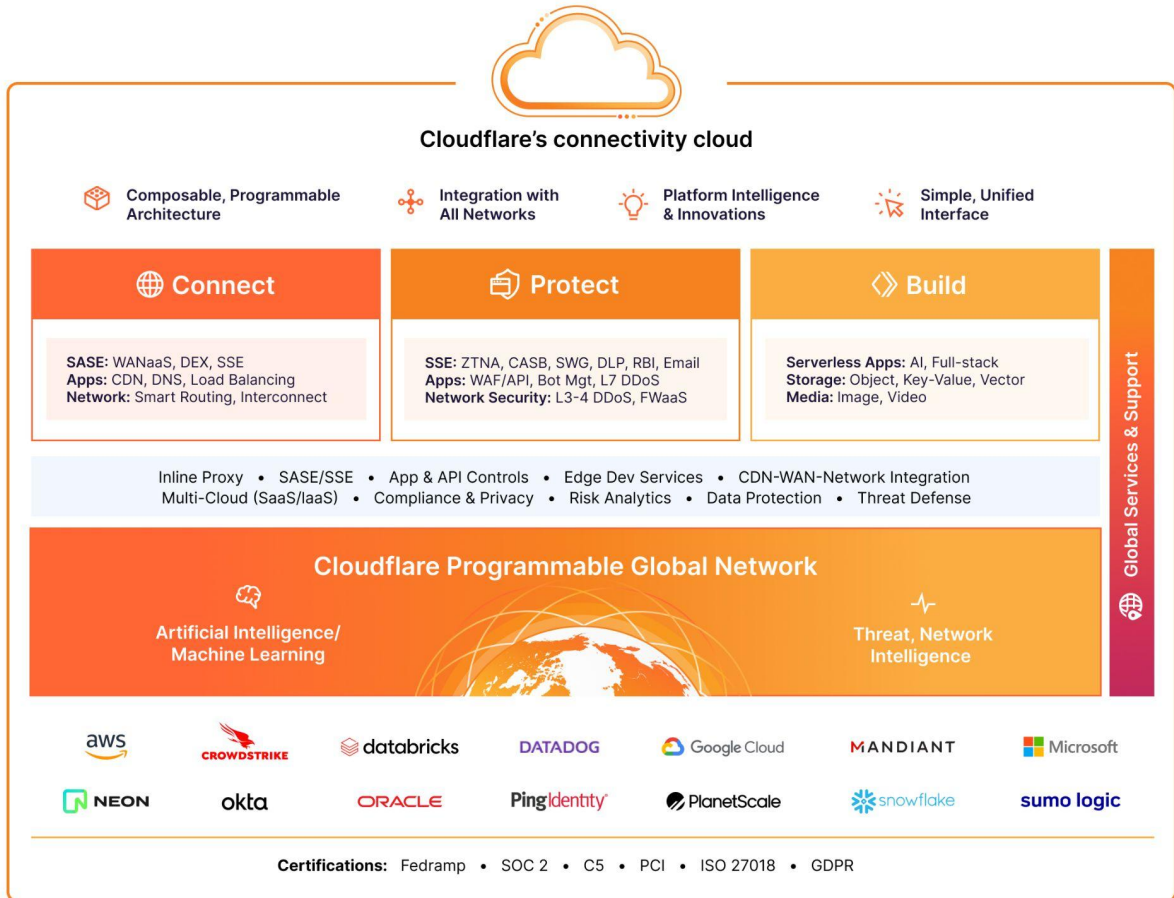 Cloudflare's connectivity cloud
Composable, Programmable
Architecture
Integration with
All Networks
Platform Intelligence
& Innovations
Simple, Unified
Interface
Connect
SASE: WANaaS, DEX, SSE
Apps: CDN, DNS, Load Balancing
Network: Smart Routing, Interconnect
Protect
SSE: ZTNA, CASB, SWG, DLP, RBI, Email
Apps: WAF/API, Bot Mgt, L7 DDoS
Network Security: L3-4 DDoS, FWaaS
Build
Serverless Apps: AI, Full-stack
Storage: Object, Key-Value, Vector
Media: Image, Video
Global Services & Support
Inline Proxy • SASE/SSE • App & API Controls • Edge Dev Services • CDN-WAN-Network Integration
Multi-Cloud (SaaS/IaaS) • Compliance & Privacy • Risk Analytics • Data Protection • Threat Defense
Cloudflare Programmable Global Network
Artificial Intelligence/
Machine Learning
Threat, Network
Intelligence
aws
CROWDSTRIKE
databricks
DATADOG
Google Cloud
MANDIANT
Microsoft
NEON
okta
ORACLE
PingIdentity
PlanetScale
snowflake
sumo logic
Certifications: Fedramp • SOC 2 • C5 • PCI • ISO 27018 • GDPR